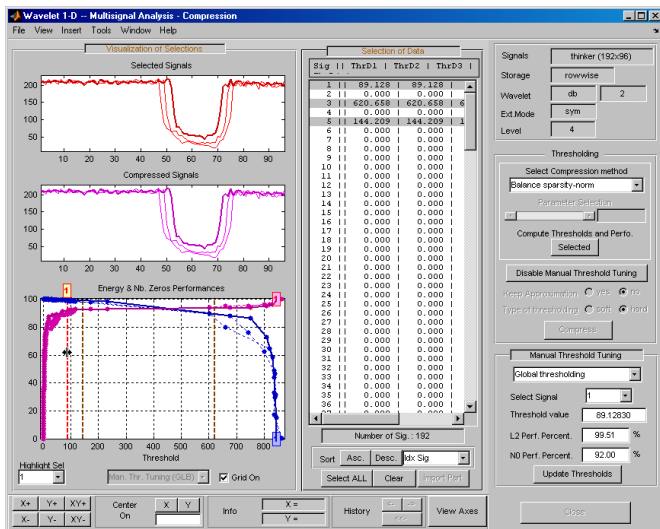 Wavelet 1-D -- Multisignal Analysis - Compression
File View Insert Tools Window Help
Visualization of Selections
Selected Signals
200
150
100
50
10 20 30 40 50 60 70 80 90
Compressed Signals
200
150
100
50
10 20 30 40 50 60 70 80 90
Energy & Nb. Zeros Performances
1
1
100
80
60
40
20
0
0 100 200 300 400 500 600 700 800
1
Threshold
Highlight Sel
1
Man. Thr. Tuning (GLB)
Grid On
Selection of Data
Sig || ThrD1 | ThrD2 | ThrD3 |
1 || 89.128 | 89.128 |
2 || 0.000 | 0.000 |
3 || 620.658 | 620.658 | 6
4 || 0.000 | 0.000 |
5 || 144.209 | 144.209 | 1
6 || 0.000 | 0.000 |
7 || 0.000 | 0.000 |
8 || 0.000 | 0.000 |
9 || 0.000 | 0.000 |
10 || 0.000 | 0.000 |
11 || 0.000 | 0.000 |
12 || 0.000 | 0.000 |
13 || 0.000 | 0.000 |
14 || 0.000 | 0.000 |
15 || 0.000 | 0.000 |
16 || 0.000 | 0.000 |
17 || 0.000 | 0.000 |
18 || 0.000 | 0.000 |
19 || 0.000 | 0.000 |
20 || 0.000 | 0.000 |
21 || 0.000 | 0.000 |
22 || 0.000 | 0.000 |
23 || 0.000 | 0.000 |
24 || 0.000 | 0.000 |
25 || 0.000 | 0.000 |
26 || 0.000 | 0.000 |
27 || 0.000 | 0.000 |
28 || 0.000 | 0.000 |
29 || 0.000 | 0.000 |
30 || 0.000 | 0.000 |
31 || 0.000 | 0.000 |
32 || 0.000 | 0.000 |
33 || 0.000 | 0.000 |
34 || 0.000 | 0.000 |
35 || 0.000 | 0.000 |
36 || 0.000 | 0.000 |
Number of Sig. : 192
Sort Asc. Desc. Idx Sig
Select ALL Clear Import Part
Signals thinker (192x96)
Storage rowwise
Wavelet db 2
Ext.Mode sym
Level 4
Thresholding
Select Compression method
Balance sparsity-norm
Parameter Selection
Compute Thresholds and Perfo.
Selected
Disable Manual Threshold Tuning
Keep Approximation yes no
Type of thresholding soft hard
Compress
Manual Threshold Tuning
Global thresholding
Select Signal 1
Threshold value 89.12830
L2 Perf. Percent. 99.51 %
N0 Perf. Percent. 92.00 %
Update Thresholds
X+ Y+ XY+
X- Y- XY-
Center On X Y
Info X = Y =
History <- -> <<-
View Axes
Close